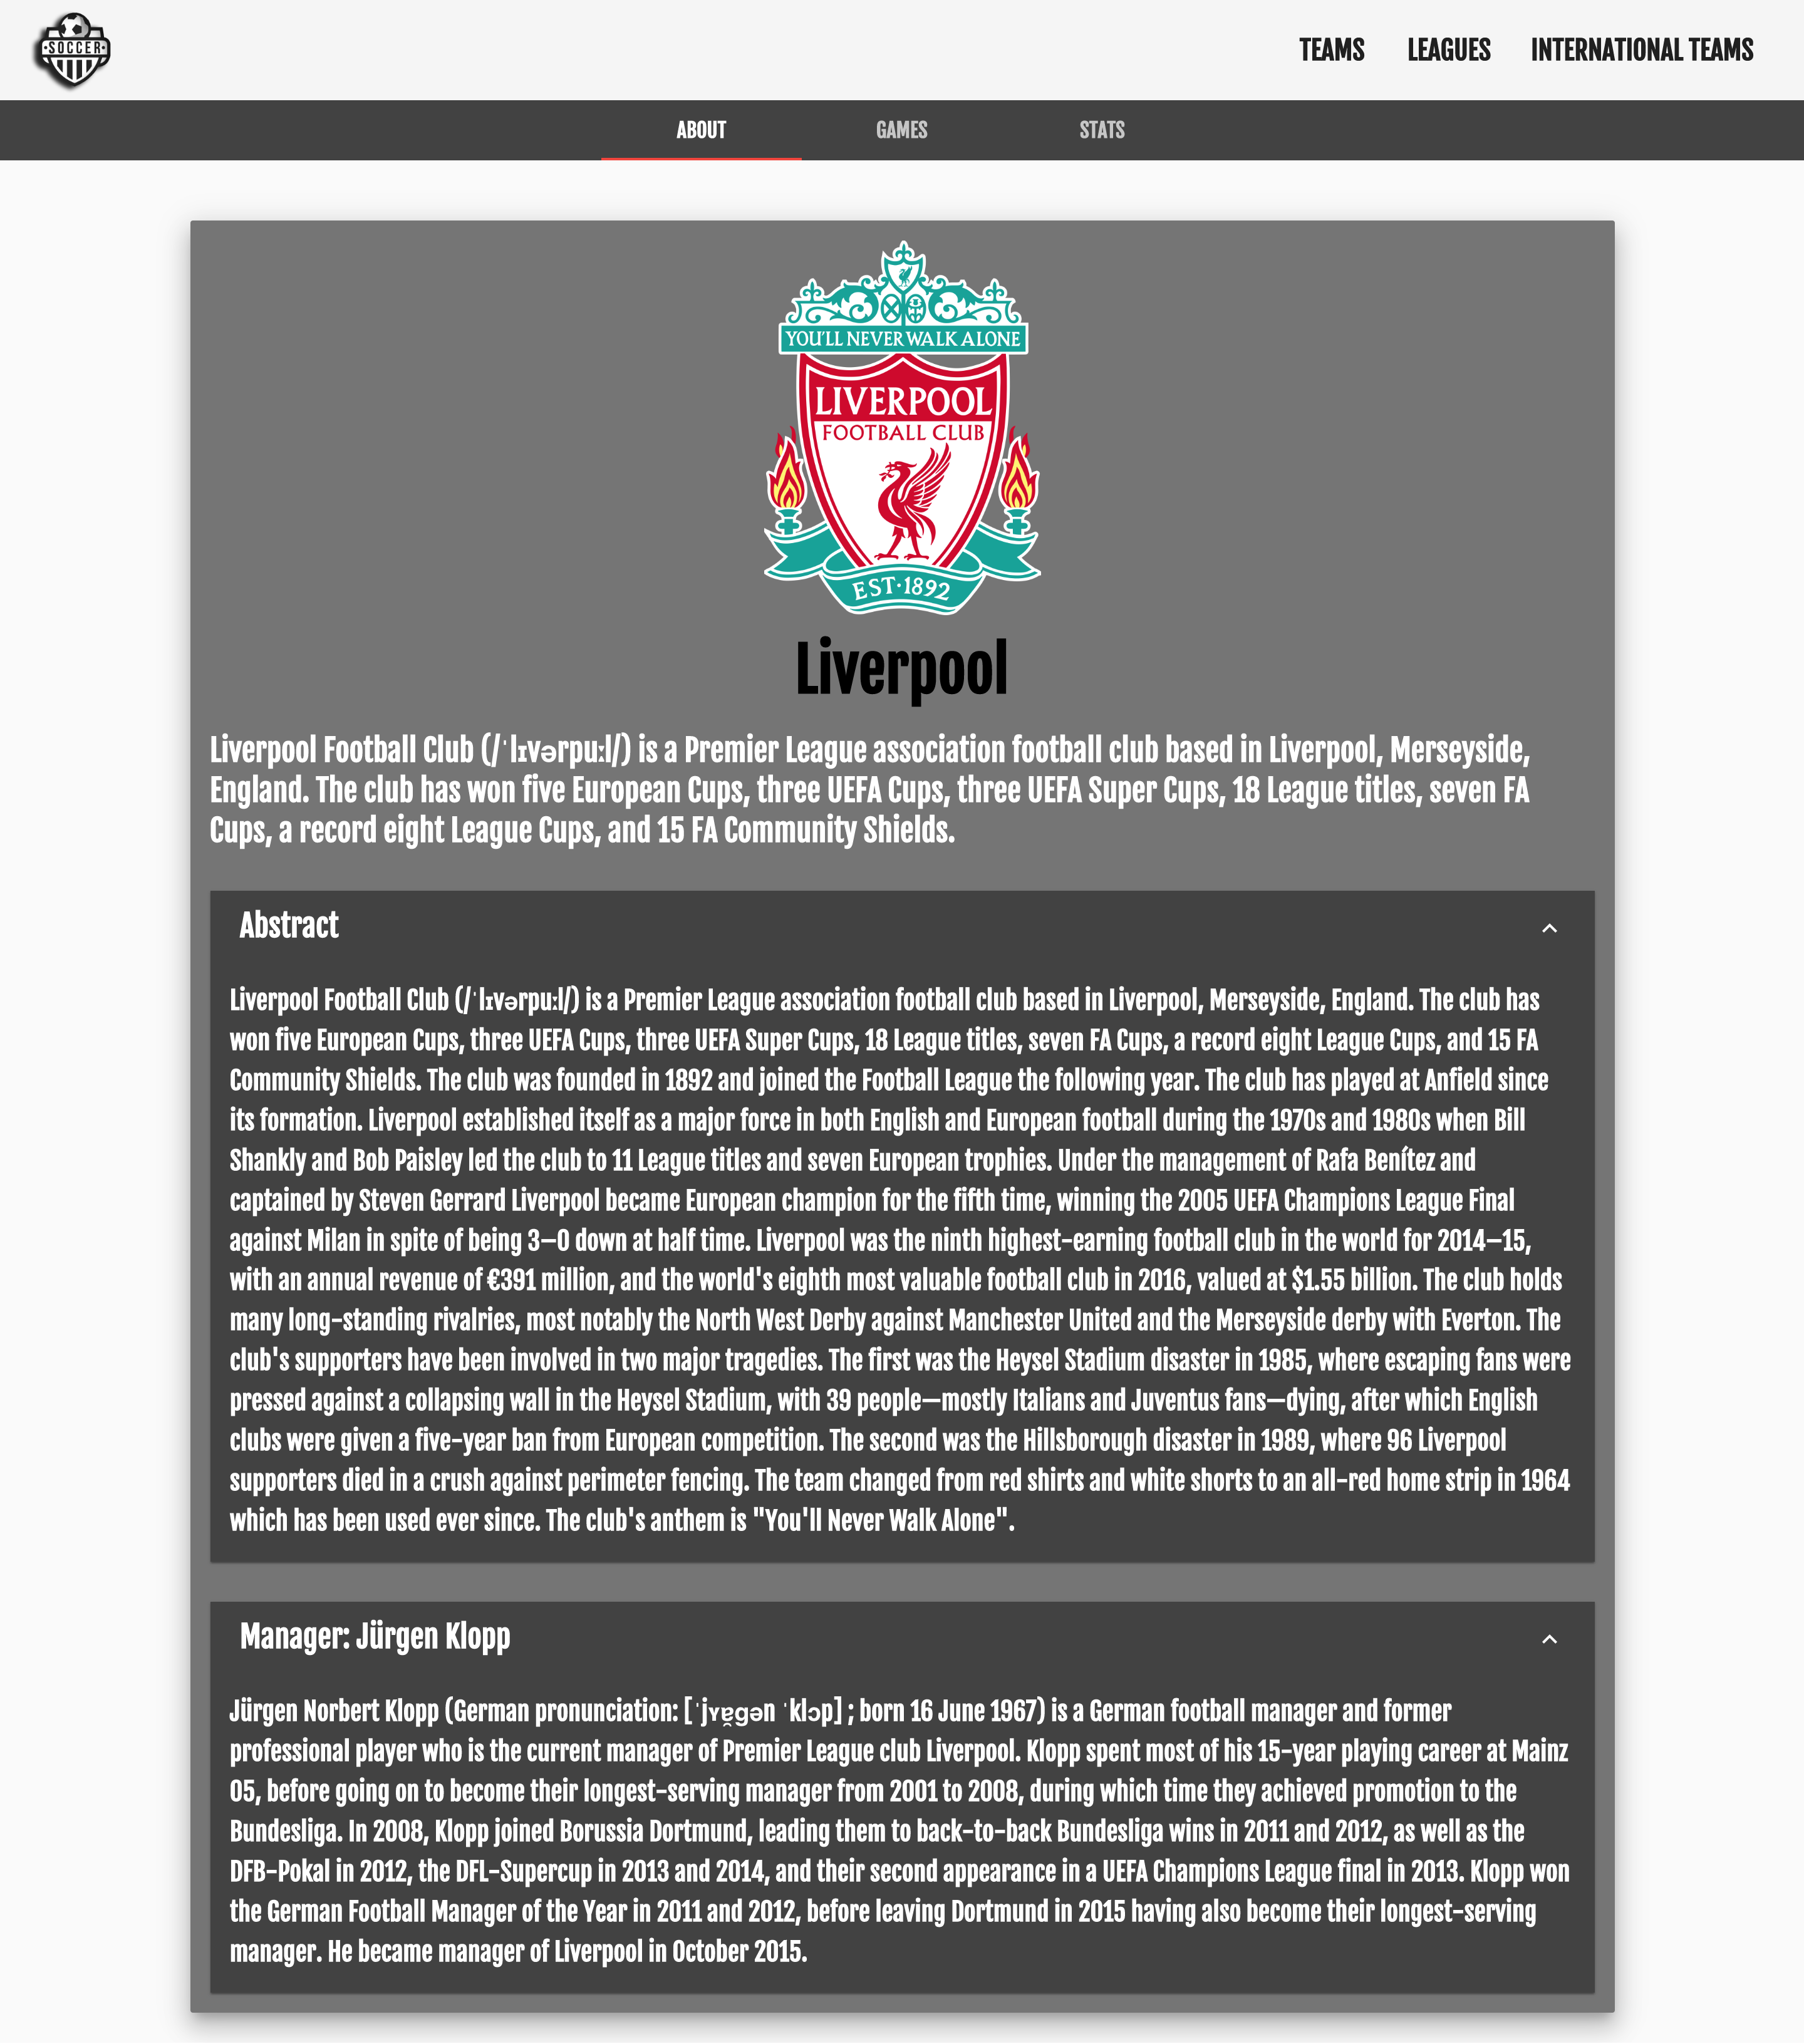 SOCCER
TEAMS LEAGUES INTERNATIONAL TEAMS
ABOUT GAMES STATS
YOU'LL NEVER WALK ALONE
LIVERPOOL
FOOTBALL CLUB
EST·1892
Liverpool
Liverpool Football Club (/ˈlɪvərpuːl/) is a Premier League association football club based in Liverpool, Merseyside,
England. The club has won five European Cups, three UEFA Cups, three UEFA Super Cups, 18 League titles, seven FA
Cups, a record eight League Cups, and 15 FA Community Shields.
Abstract
Liverpool Football Club (/ˈlɪvərpuːl/) is a Premier League association football club based in Liverpool, Merseyside, England. The club has
won five European Cups, three UEFA Cups, three UEFA Super Cups, 18 League titles, seven FA Cups, a record eight League Cups, and 15 FA
Community Shields. The club was founded in 1892 and joined the Football League the following year. The club has played at Anfield since
its formation. Liverpool established itself as a major force in both English and European football during the 1970s and 1980s when Bill
Shankly and Bob Paisley led the club to 11 League titles and seven European trophies. Under the management of Rafa Benítez and
captained by Steven Gerrard Liverpool became European champion for the fifth time, winning the 2005 UEFA Champions League Final
against Milan in spite of being 3–0 down at half time. Liverpool was the ninth highest-earning football club in the world for 2014–15,
with an annual revenue of €391 million, and the world's eighth most valuable football club in 2016, valued at $1.55 billion. The club holds
many long-standing rivalries, most notably the North West Derby against Manchester United and the Merseyside derby with Everton. The
club's supporters have been involved in two major tragedies. The first was the Heysel Stadium disaster in 1985, where escaping fans were
pressed against a collapsing wall in the Heysel Stadium, with 39 people—mostly Italians and Juventus fans—dying, after which English
clubs were given a five-year ban from European competition. The second was the Hillsborough disaster in 1989, where 96 Liverpool
supporters died in a crush against perimeter fencing. The team changed from red shirts and white shorts to an all-red home strip in 1964
which has been used ever since. The club's anthem is "You'll Never Walk Alone".
Manager: Jürgen Klopp
Jürgen Norbert Klopp (German pronunciation: [ˈjʏɐ̯gən ˈklɔp] ; born 16 June 1967) is a German football manager and former
professional player who is the current manager of Premier League club Liverpool. Klopp spent most of his 15-year playing career at Mainz
05, before going on to become their longest-serving manager from 2001 to 2008, during which time they achieved promotion to the
Bundesliga. In 2008, Klopp joined Borussia Dortmund, leading them to back-to-back Bundesliga wins in 2011 and 2012, as well as the
DFB-Pokal in 2012, the DFL-Supercup in 2013 and 2014, and their second appearance in a UEFA Champions League final in 2013. Klopp won
the German Football Manager of the Year in 2011 and 2012, before leaving Dortmund in 2015 having also become their longest-serving
manager. He became manager of Liverpool in October 2015.